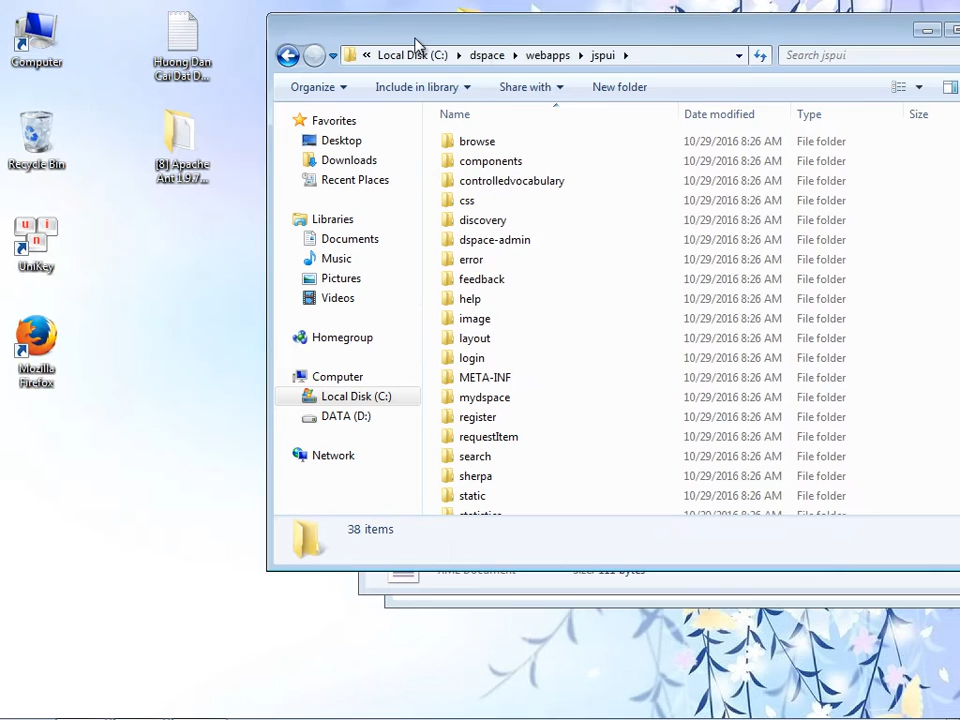 Computer
Huong Dan
Cai Dat D...
Recycle Bin
[8] Apache
Ant 1.9.7...
UniKey
Mozilla
Firefox
« Local Disk (C:) dspace webapps jspui
Search jspui
Organize Include in library Share with New folder
Name Date modified Type Size
Favorites
Desktop
Downloads
Recent Places
Libraries
Documents
Music
Pictures
Videos
Homegroup
Computer
Local Disk (C:)
DATA (D:)
Network
browse 10/29/2016 8:26 AM File folder
components 10/29/2016 8:26 AM File folder
controlledvocabulary 10/29/2016 8:26 AM File folder
css 10/29/2016 8:26 AM File folder
discovery 10/29/2016 8:26 AM File folder
dspace-admin 10/29/2016 8:26 AM File folder
error 10/29/2016 8:26 AM File folder
feedback 10/29/2016 8:26 AM File folder
help 10/29/2016 8:26 AM File folder
image 10/29/2016 8:26 AM File folder
layout 10/29/2016 8:26 AM File folder
login 10/29/2016 8:26 AM File folder
META-INF 10/29/2016 8:26 AM File folder
mydspace 10/29/2016 8:26 AM File folder
register 10/29/2016 8:26 AM File folder
requestItem 10/29/2016 8:26 AM File folder
search 10/29/2016 8:26 AM File folder
sherpa 10/29/2016 8:26 AM File folder
static 10/29/2016 8:26 AM File folder
statistics 10/29/2016 8:26 AM File folder
38 items